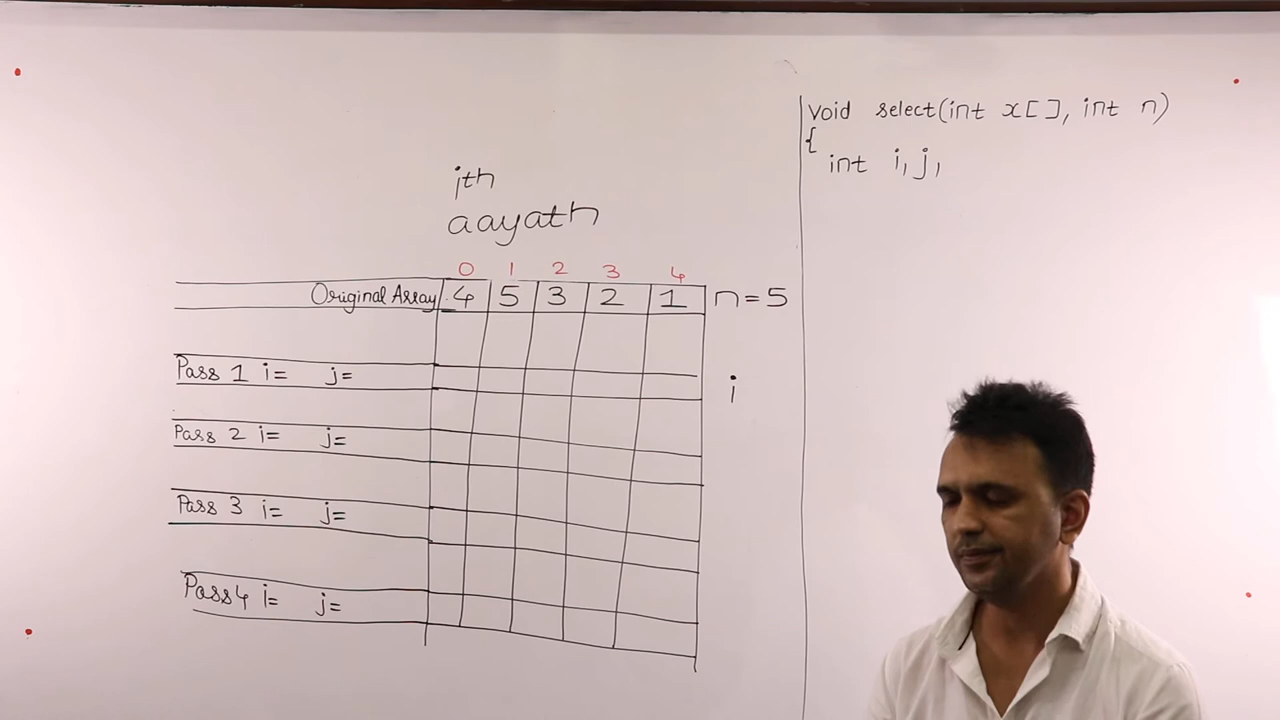 Void select(int x[], int n)
{
int i, j,
jth
aayath
0 1 2 3 4
Original Array 4 5 3 2 1 n=5
Pass 1 i= j= i
Pass 2 i= j=
Pass 3 i= j=
Pass4 i= j=